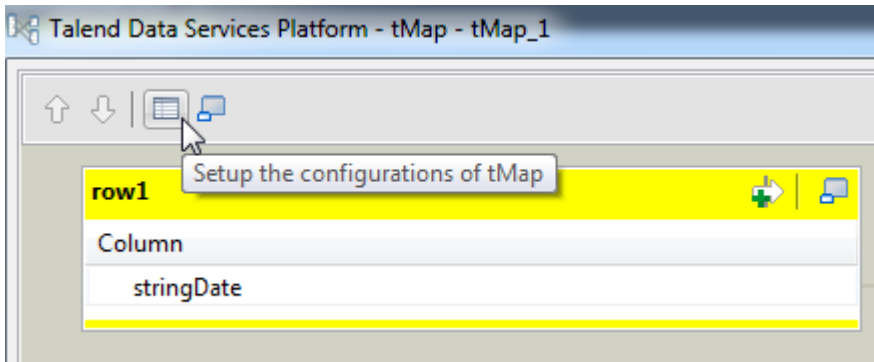 Talend Data Services Platform - tMap - tMap_1
Setup the configurations of tMap
row1
Column
stringDate